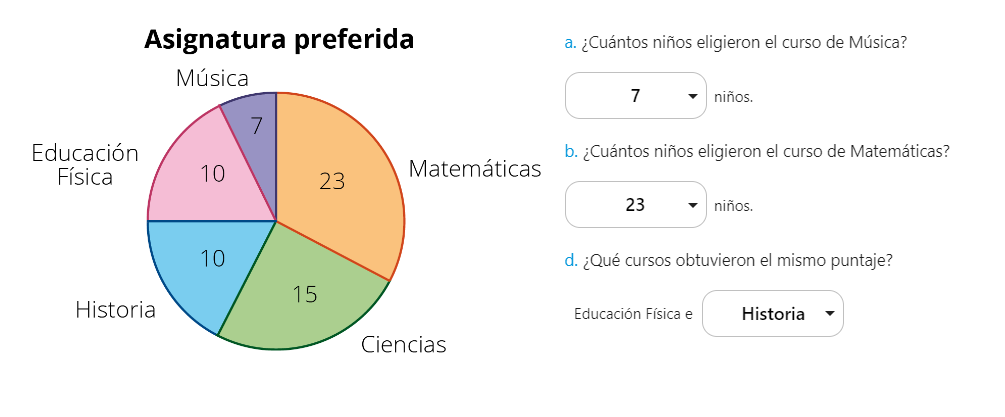 Asignatura preferida
Música
7
Educación
Física
10
23
Matemáticas
10
15
Historia
Ciencias
a. ¿Cuántos niños eligieron el curso de Música?
7 niños.
b. ¿Cuántos niños eligieron el curso de Matemáticas?
23 niños.
d. ¿Qué cursos obtuvieron el mismo puntaje?
Educación Física e Historia